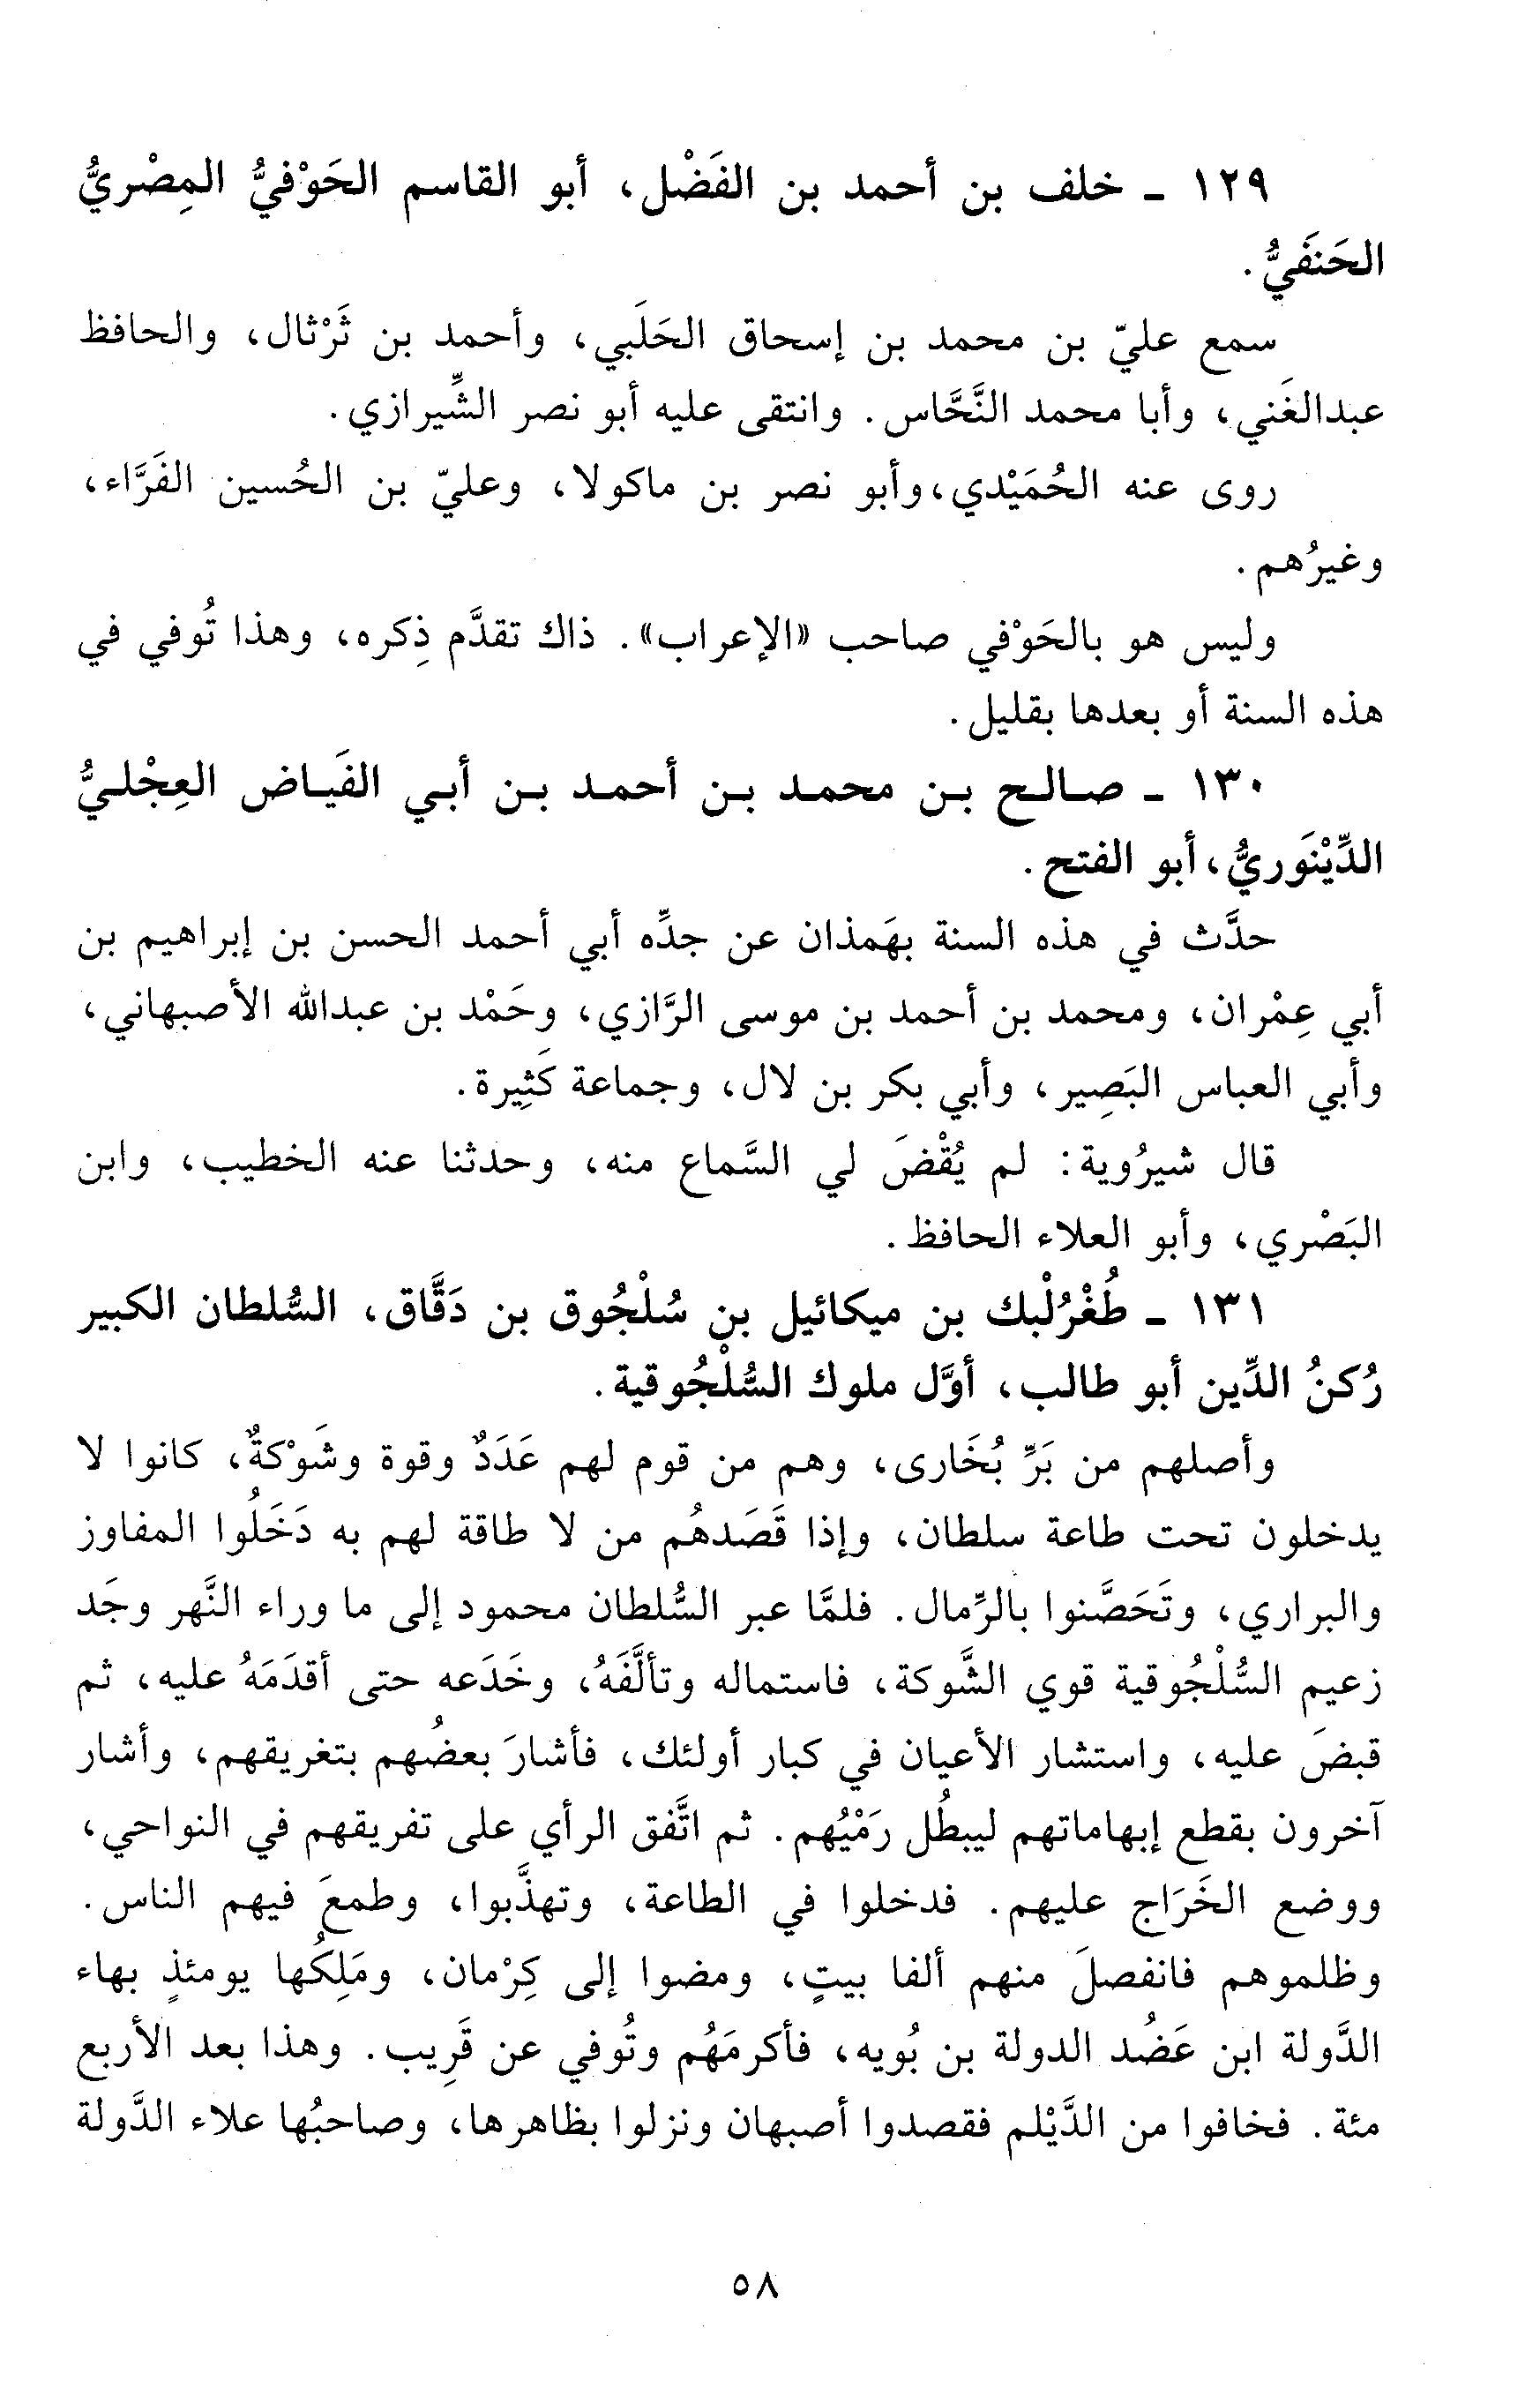 ١٢٩ ـ خلف بن أحمد بن الفَضْل، أبو القاسم الحَوْفيُّ المِصْريُّ
الحَنفَيُّ.
سمع عليّ بن محمد بن إسحاق الحَلَبي، وأحمد بن ثَرْثال، والحافظ
عبدالغَني، وأبا محمد النَّحَّاس. وانتقى عليه أبو نصر الشِّيرازي.
روى عنه الحُمَيْدي،وأبو نصر بن ماكولا، وعليّ بن الحُسين الفَرَّاء،
وغيرُهم.
وليس هو بالحَوْفي صاحب «الإعراب». ذاك تقدَّم ذِكره، وهذا تُوفي في
هذه السنة أو بعدها بقليل.
١٣٠ ـ صالح بن محمد بن أحمد بن أبي الفَياض العِجْليُّ
الدِّيْنَوريُّ،أبو الفتح.
حدَّث في هذه السنة بهَمذان عن جدِّه أبي أحمد الحسن بن إبراهيم بن
أبي عِمْران، ومحمد بن أحمد بن موسى الرَّازي، وحَمْد بن عبدالله الأصبهاني،
وأبي العباس البَصِير، وأبي بكر بن لال، وجماعة كَثِيرة.
قال شيرُوية: لم يُقْضَ لي السَّماع منه، وحدثنا عنه الخطيب، وابن
البَصْري، وأبو العلاء الحافظ.
١٣١ ـ طُغْرُلْبك بن ميكائيل بن سُلْجُوق بن دَقَّاق، السُّلطان الكبير
رُكنُ الدِّين أبو طالب، أوَّل ملوك السُّلْجُوقية.
وأصلهم من بَرِّ بُخَارى، وهم من قوم لهم عَدَدٌ وقوة وشَوْكةٌ، كانوا لا
يدخلون تحت طاعة سلطان، وإذا قَصَدهُم من لا طاقة لهم به دَخَلُوا المفاوز
والبراري، وتَحَصَّنوا بالرِّمال. فلمَّا عبر السُّلطان محمود إلى ما وراء النَّهر وجَد
زعيم السُّلْجُوقية قوي الشَّوكة، فاستماله وتألَّفَهُ، وخَدَعه حتى أقدَمَهُ عليه، ثم
قبضَ عليه، واستشار الأعيان في كبار أولئك، فأشارَ بعضُهم بتغريقهم، وأشار
آخرون بقطع إبهاماتهم ليبطُل رَمْيُهم. ثم اتَّفق الرأي على تفريقهم في النواحي،
ووضع الخَرَاج عليهم. فدخلوا في الطاعة، وتهذَّبوا، وطمعَ فيهم الناس.
وظلموهم فانفصلَ منهم ألفا بيتٍ، ومضوا إلى كِرْمان، ومَلِكُها يومئذٍ بهاء
الدَّولة ابن عَضُد الدولة بن بُويه، فأكرمَهُم وتُوفي عن قَرِيب. وهذا بعد الأربع
مئة. فخافوا من الدَّيْلم فقصدوا أصبهان ونزلوا بظاهرها، وصاحبُها علاء الدَّولة
٥٨